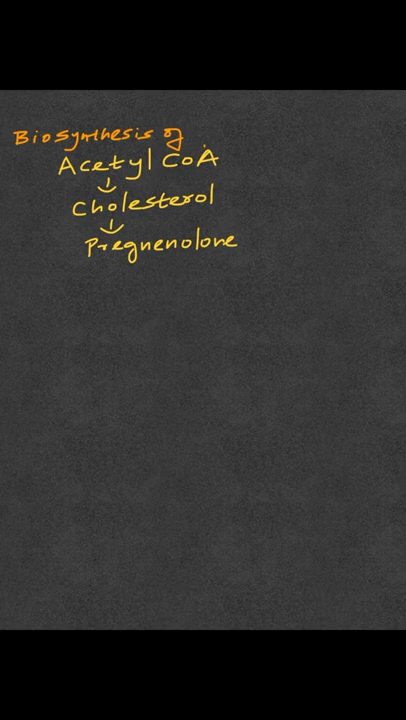 Biosynthesis of
Acetyl CoA
↓
Cholesterol
↓
Pregnenolone